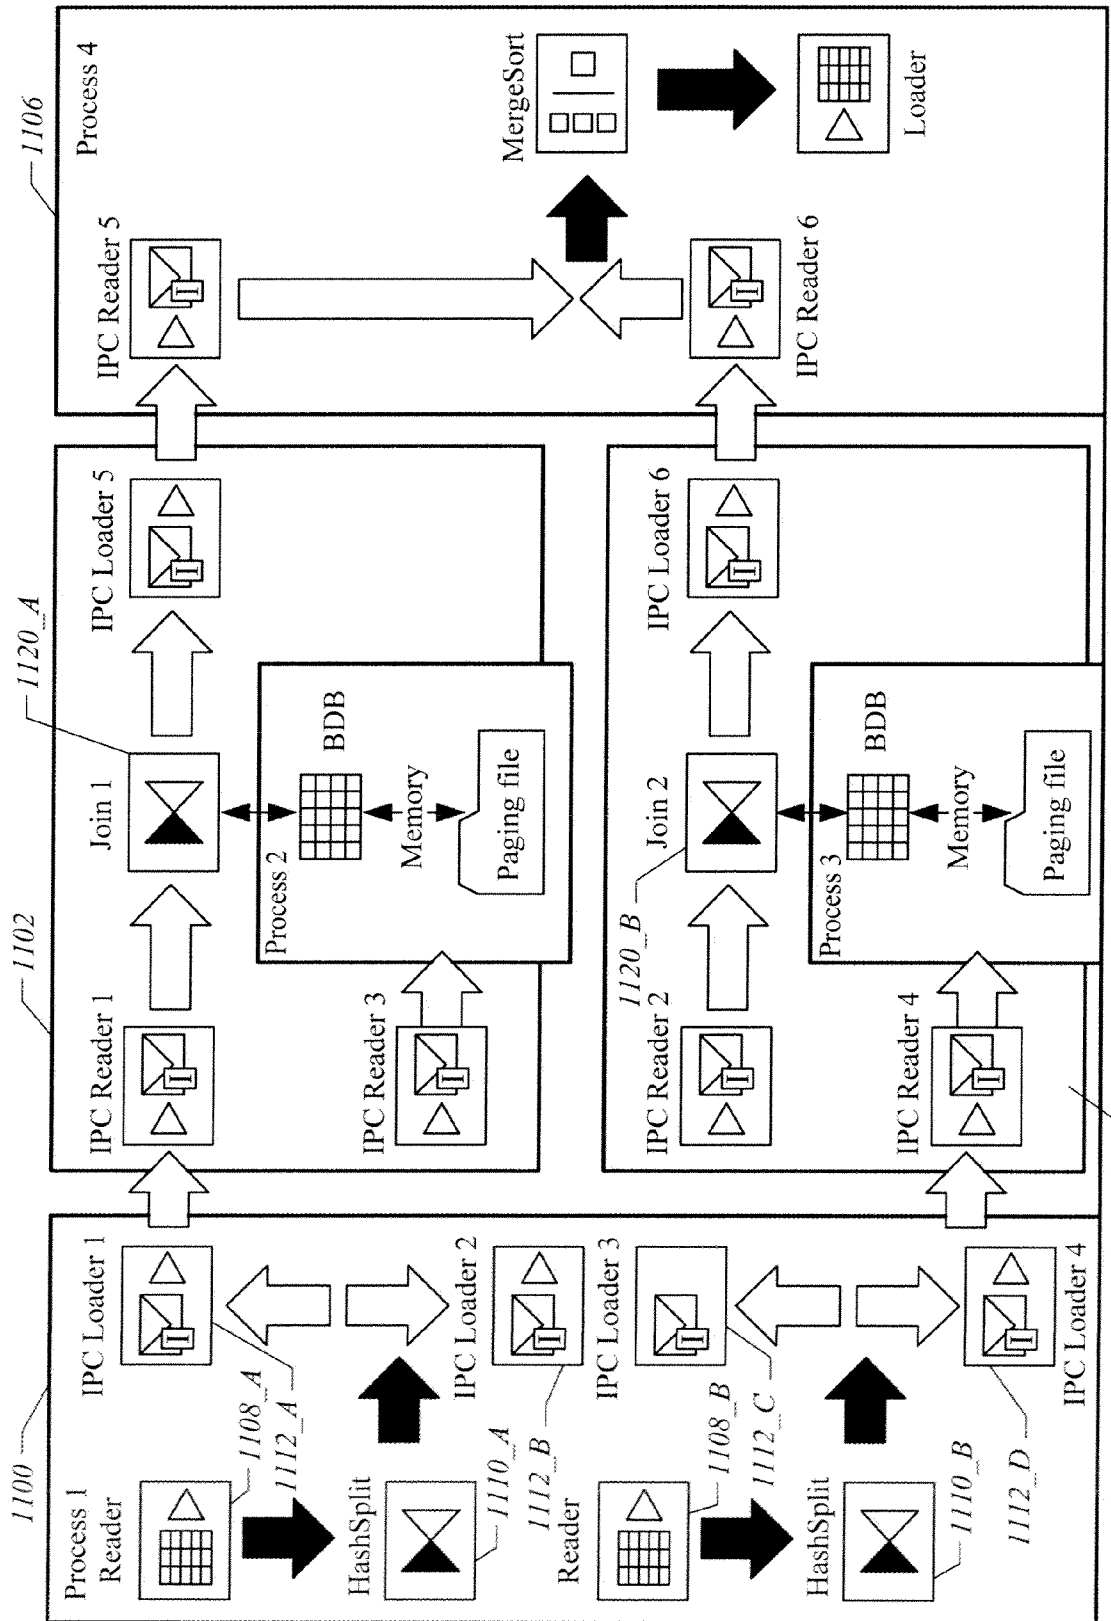 1100
Process 1
Reader
1108_A
1112_A
HashSplit
1110_A
1112_B
Reader
1108_B
1112_C
HashSplit
1110_B
1112_D
IPC Loader 1
IPC Loader 2
IPC Loader 3
IPC Loader 4
1102
IPC Reader 1
Join 1
1120_A
IPC Loader 5
IPC Reader 3
Process 2
BDB
Memory
Paging file
IPC Reader 2
1120_B
Join 2
IPC Loader 6
IPC Reader 4
Process 3
BDB
Memory
Paging file
1106
Process 4
IPC Reader 5
IPC Reader 6
MergeSort
Loader
I
I
I
I
I
I
I
I
I
I
I
I